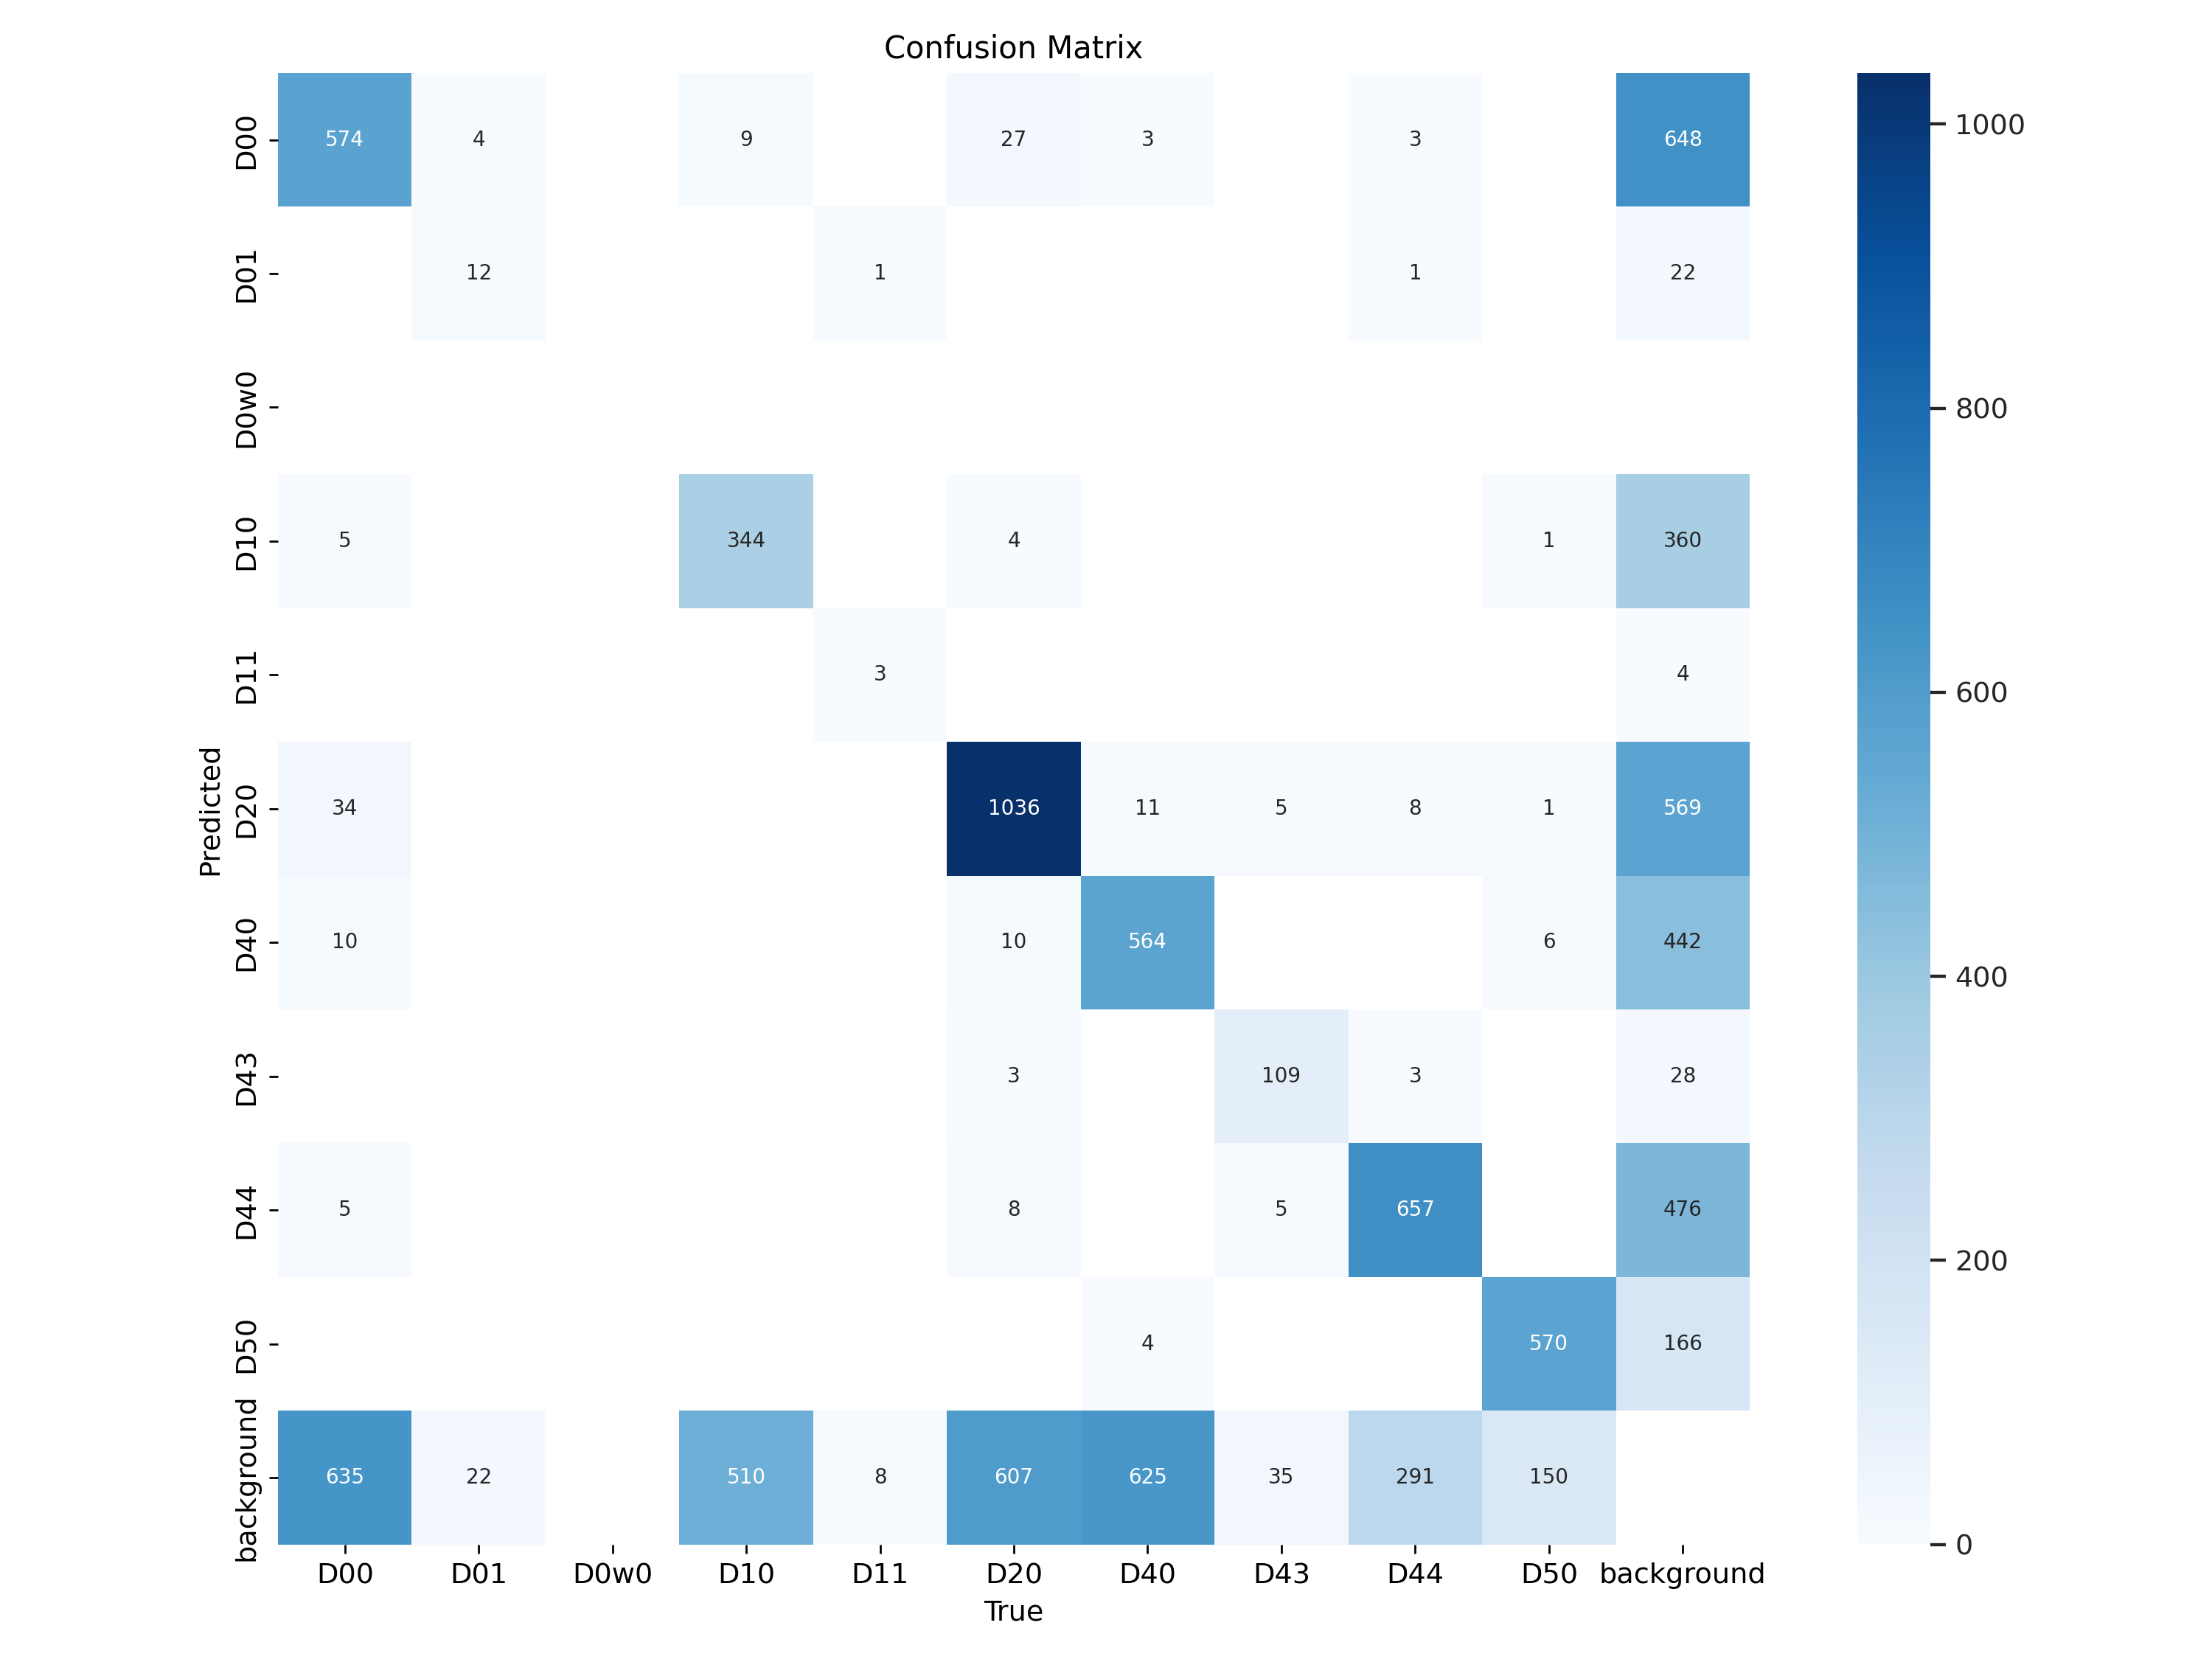 Confusion Matrix
D00 574 4 9 27 3 3 648
D01 12 1 1 22
D0w0
D10 5 344 4 1 360
D11 3 4
D20 34 1036 11 5 8 1 569
D40 10 10 564 6 442
D43 3 109 3 28
D44 5 8 5 657 476
D50 4 570 166
background 635 22 510 8 607 625 35 291 150
D00 D01 D0w0 D10 D11 D20 D40 D43 D44 D50 background
True
Predicted
1000
800
600
400
200
0